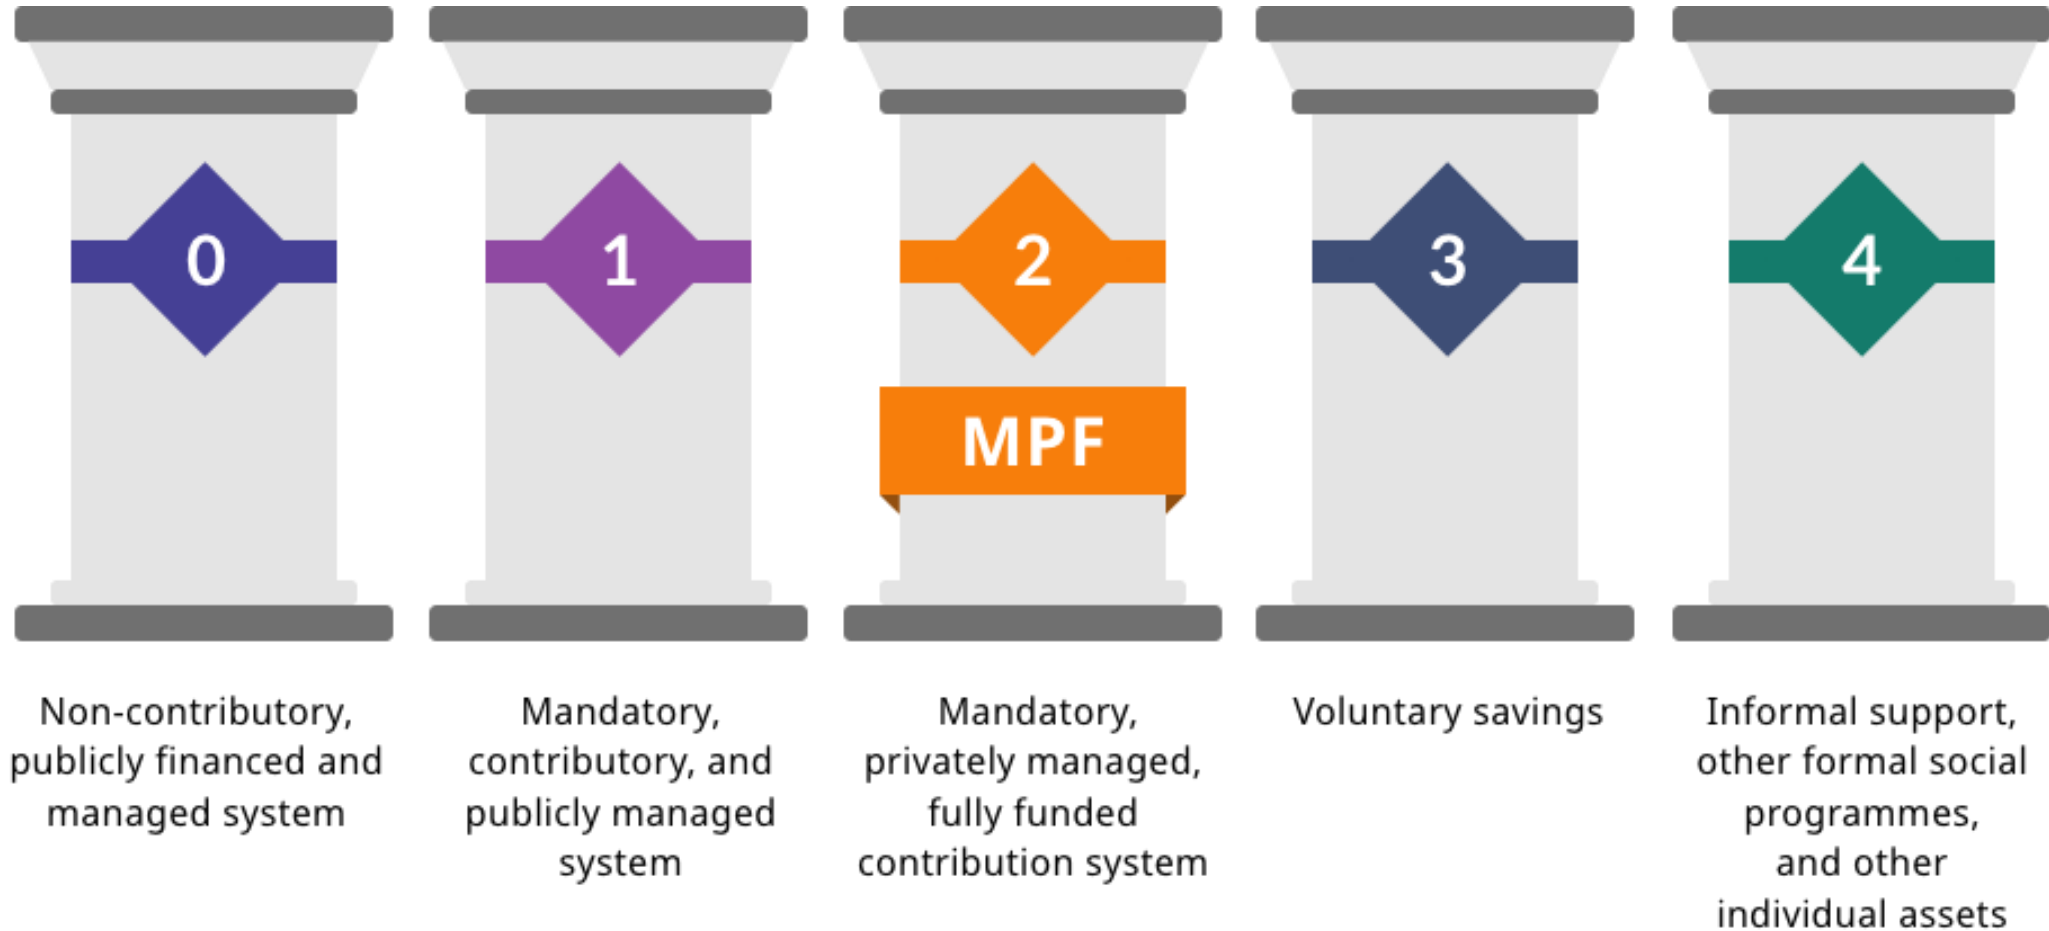 0
1
2
3
4
MPF
Non-contributory,
publicly financed and
managed system
Mandatory,
contributory, and
publicly managed
system
Mandatory,
privately managed,
fully funded
contribution system
Voluntary savings
Informal support,
other formal social
programmes,
and other
individual assets